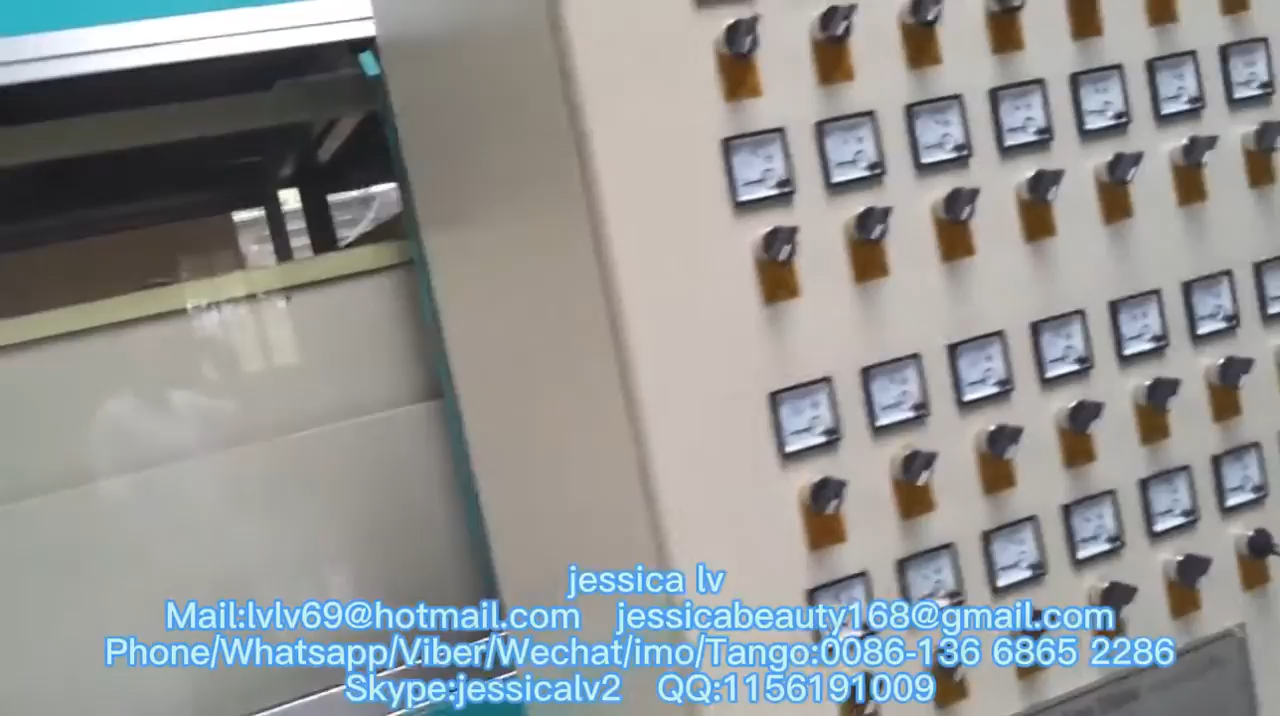 jessica lv
Mail:lvlv69@hotmail.com jessicabeauty168@gmail.com
Phone/Whatsapp/Viber/Wechat/imo/Tango:0086-136 6865 2286
Skype:jessicalv2 QQ:1156191009